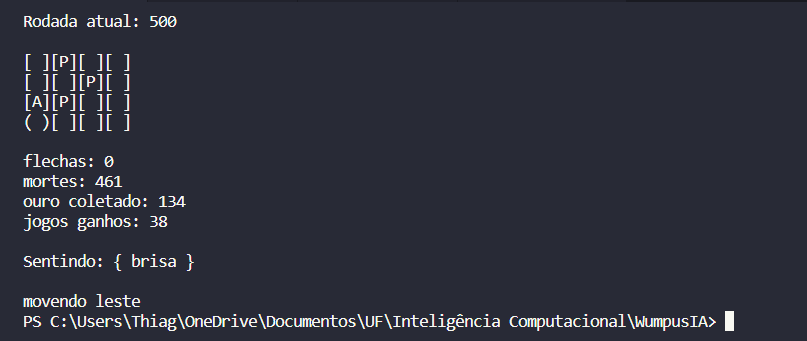 Rodada atual: 500
[ ][P][ ][ ]
[ ][ ][P][ ]
[A][P][ ][ ]
( )[ ][ ][ ]
flechas: 0
mortes: 461
ouro coletado: 134
jogos ganhos: 38
Sentindo: { brisa }
movendo leste
PS C:\Users\Thiag\OneDrive\Documentos\UF\Inteligência Computacional\WumpusIA>